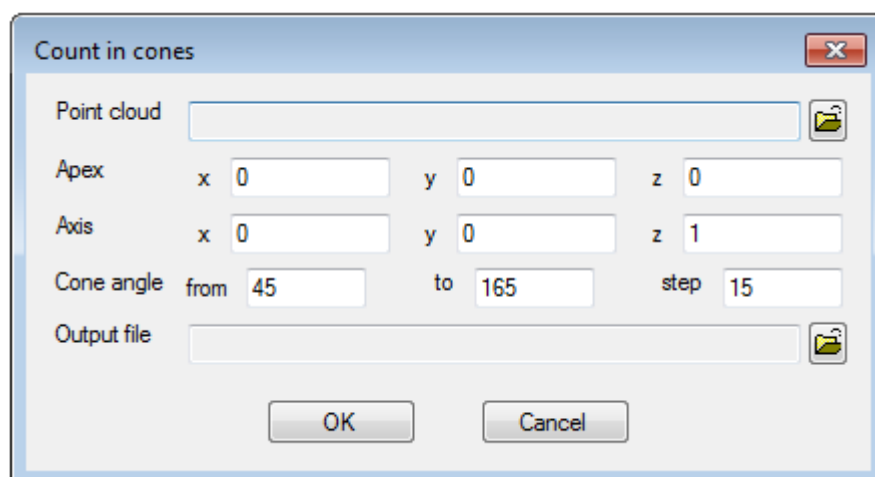 Count in cones
Point cloud
Apex x 0 y 0 z 0
Axis x 0 y 0 z 1
Cone angle from 45 to 165 step 15
Output file
OK Cancel